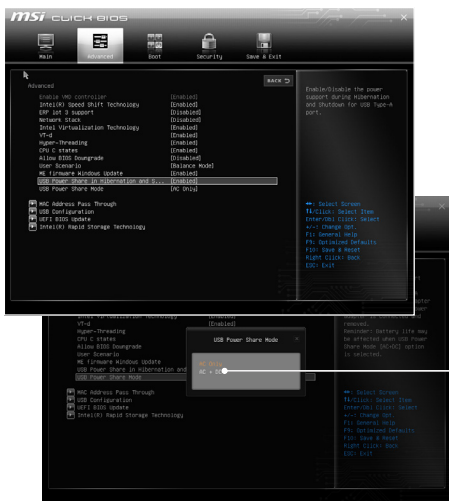 msi CLICK BIOS
Main Advanced Boot Security Save & Exit
BACK
Advanced
Enable VMD controller [Enabled]
Intel(R) Speed Shift Technology [Enabled]
ERP lot 3 support [Disabled]
Network Stack [Disabled]
Intel Virtualization Technology [Enabled]
VT-d [Enabled]
Hyper-Threading [Enabled]
CPU C states [Enabled]
Allow BIOS Downgrade [Disabled]
User Scenario [Balance Mode]
ME firmware Windows Update [Enabled]
USB Power Share in Hibernation and S... [Enabled]
USB Power Share Mode [AC Only]
MAC Address Pass Through
USB Configuration
UEFI BIOS Update
Intel(R) Rapid Storage Technology
Enable/Disable the power
support during Hibernation
and Shutdown for USB Type-A
port.
: Select Screen
/Click: Select Item
Enter/Dbl Click: Select
+/-: Change Opt.
F1: General Help
F9: Optimized Defaults
F10: Save & Reset
Right Click: Back
ESC: Exit
Intel Virtualization Technology [Enabled]
VT-d [Enabled]
Hyper-Threading
CPU C states
Allow BIOS Downgrade
User Scenario
ME firmware Windows Update
USB Power Share in Hibernation and
USB Power Share Mode
MAC Address Pass Through
USB Configuration
UEFI BIOS Update
Intel(R) Rapid Storage Technology
USB Power Share Mode
AC Only
AC + DC
removed.
Reminder: Battery life may
be affected when USB Power
Share Mode [AC+DC] option
is selected.
: Select Screen
/Click: Select Item
Enter/Dbl Click: Select
+/-: Change Opt.
F1: General Help
F9: Optimized Defaults
F10: Save & Reset
Right Click: Back
ESC: Exit